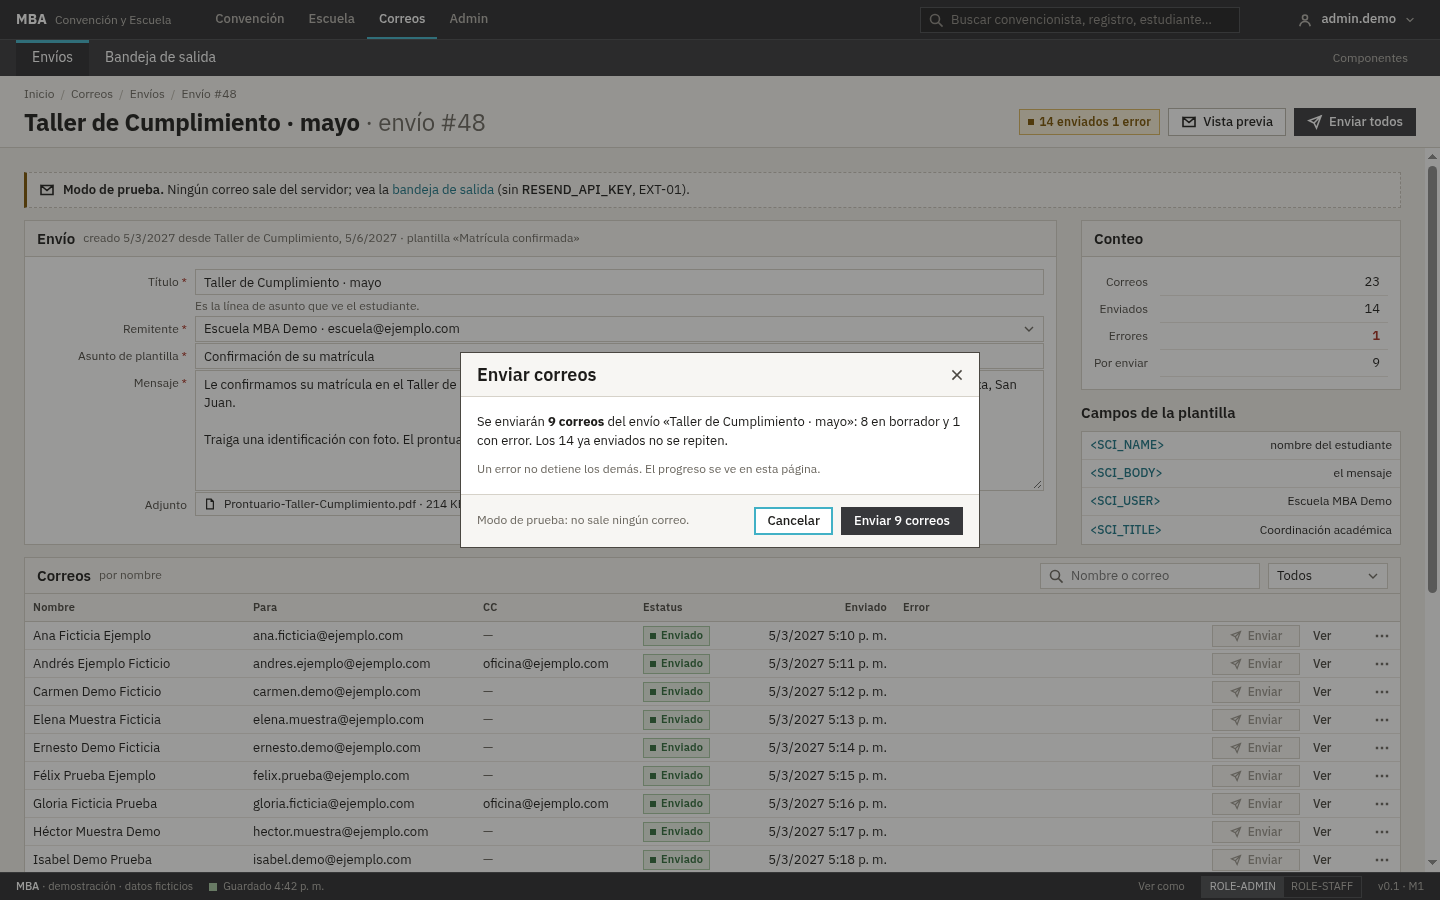 MBA Convención y Escuela Convención Escuela Correos Admin Buscar convencionista, registro, estudiante... admin.demo
Envíos Bandeja de salida Componentes
Inicio / Correos / Envíos / Envío #48
Taller de Cumplimiento · mayo · envío #48 14 enviados 1 error Vista previa Enviar todos
Modo de prueba. Ningún correo sale del servidor; vea la bandeja de salida (sin RESEND_API_KEY, EXT-01).
Envío creado 5/3/2027 desde Taller de Cumplimiento, 5/6/2027 · plantilla «Matrícula confirmada»
Título * Taller de Cumplimiento · mayo
Es la línea de asunto que ve el estudiante.
Remitente * Escuela MBA Demo · escuela@ejemplo.com
Asunto de plantilla * Confirmación de su matrícula
Mensaje * Le confirmamos su matrícula en el Taller de
San
Juan.
Traiga una identificación con foto. El
Adjunto Prontuario-Taller-Cumplimiento.pdf · 214
Conteo
Correos 23
Enviados 14
Errores 1
Por enviar 9
Campos de la plantilla
<SCI_NAME> nombre del estudiante
<SCI_BODY> el mensaje
<SCI_USER> Escuela MBA Demo
<SCI_TITLE> Coordinación académica
Enviar correos
Se enviarán 9 correos del envío «Taller de Cumplimiento · mayo»: 8 en borrador y 1
con error. Los 14 ya enviados no se repiten.
Un error no detiene los demás. El progreso se ve en esta página.
Modo de prueba: no sale ningún correo. Cancelar Enviar 9 correos
Correos por nombre Nombre o correo Todos
Nombre Para CC Estatus Enviado Error
Ana Ficticia Ejemplo ana.ficticia@ejemplo.com — Enviado 5/3/2027 5:10 p. m. Enviar Ver
Andrés Ejemplo Ficticio andres.ejemplo@ejemplo.com oficina@ejemplo.com Enviado 5/3/2027 5:11 p. m. Enviar Ver
Carmen Demo Ficticio carmen.demo@ejemplo.com — Enviado 5/3/2027 5:12 p. m. Enviar Ver
Elena Muestra Ficticia elena.muestra@ejemplo.com — Enviado 5/3/2027 5:13 p. m. Enviar Ver
Ernesto Demo Ficticia ernesto.demo@ejemplo.com — Enviado 5/3/2027 5:14 p. m. Enviar Ver
Félix Prueba Ejemplo felix.prueba@ejemplo.com — Enviado 5/3/2027 5:15 p. m. Enviar Ver
Gloria Ficticia Prueba gloria.ficticia@ejemplo.com oficina@ejemplo.com Enviado 5/3/2027 5:16 p. m. Enviar Ver
Héctor Muestra Demo hector.muestra@ejemplo.com — Enviado 5/3/2027 5:17 p. m. Enviar Ver
Isabel Demo Prueba isabel.demo@ejemplo.com — Enviado 5/3/2027 5:18 p. m. Enviar Ver
MBA · demostración · datos ficticios Guardado 4:42 p. m. Ver como ROLE-ADMIN ROLE-STAFF v0.1 · M1